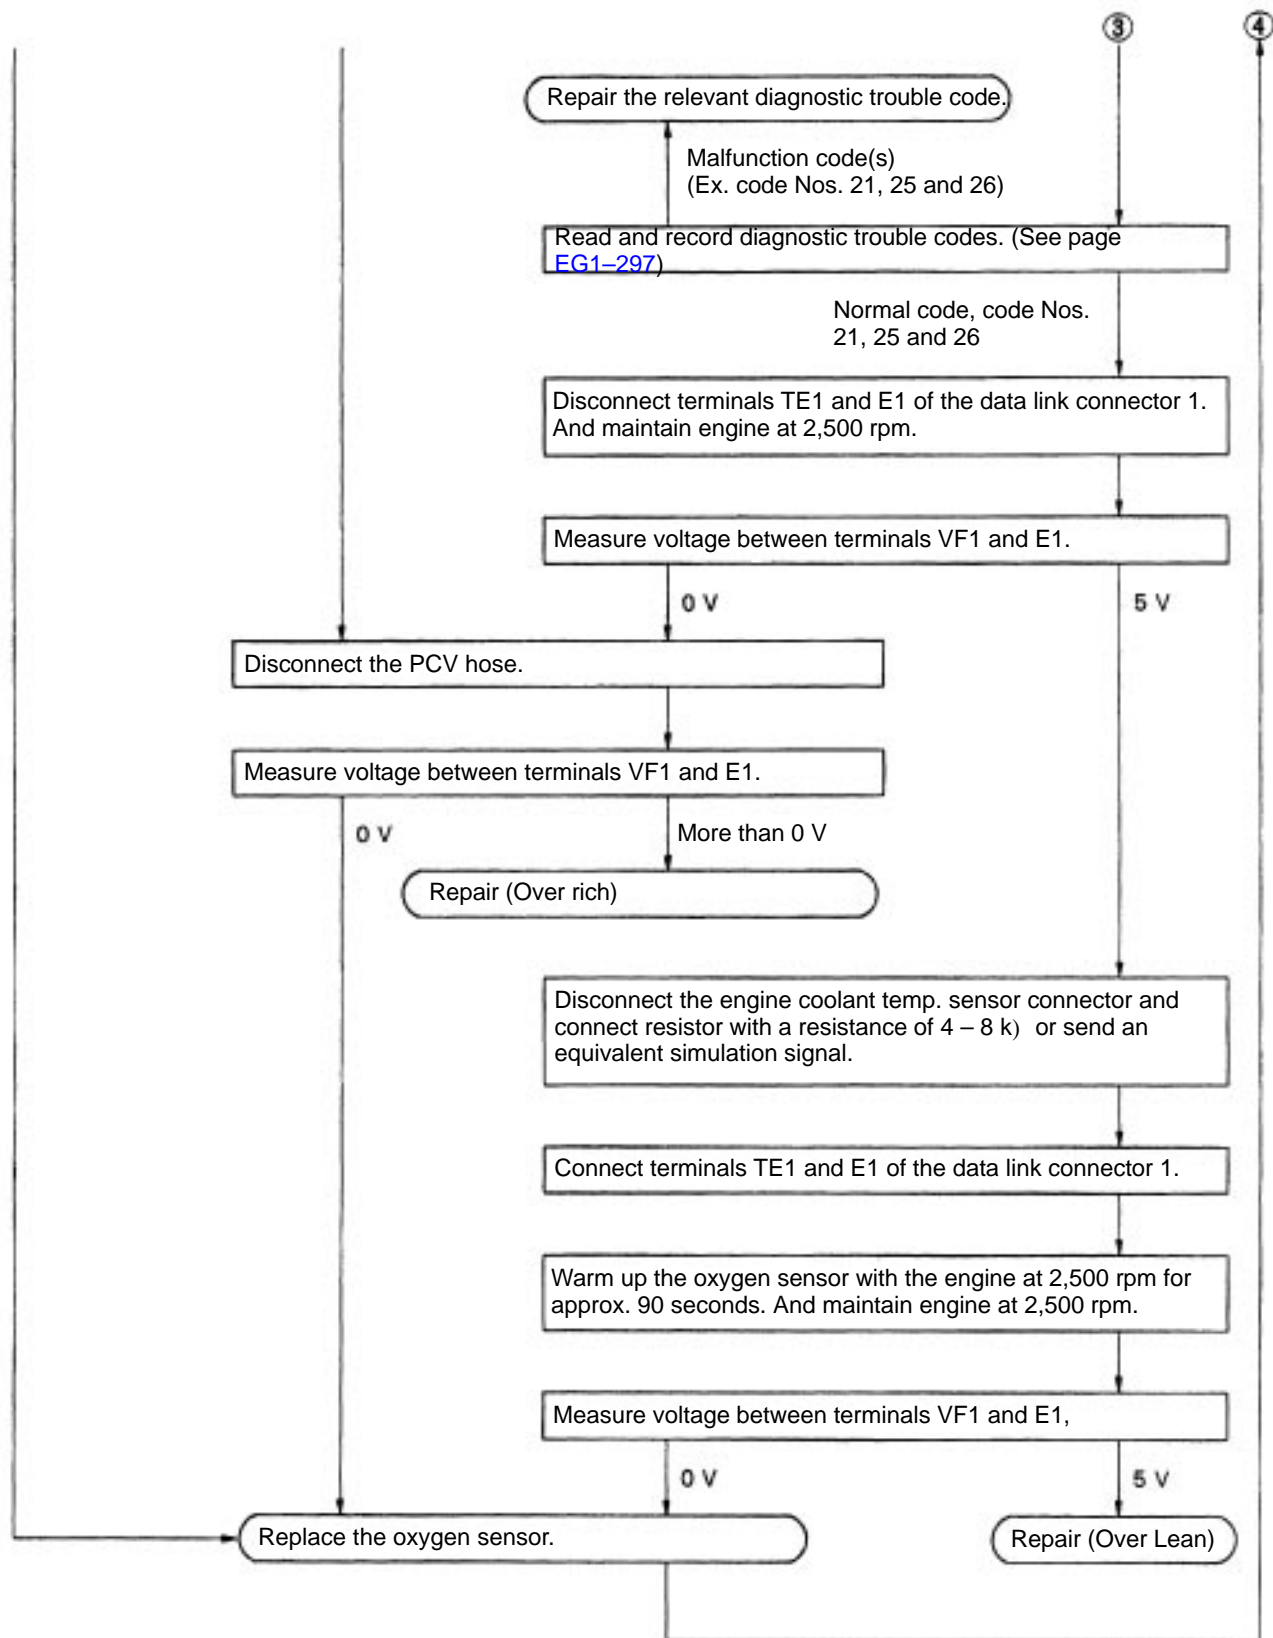 ③ ④
Repair the relevant diagnostic trouble code.
Malfunction code(s)
(Ex. code Nos. 21, 25 and 26)
Read and record diagnostic trouble codes. (See page
EG1–297)
Normal code, code Nos.
21, 25 and 26
Disconnect terminals TE1 and E1 of the data link connector 1.
And maintain engine at 2,500 rpm.
Measure voltage between terminals VF1 and E1.
0 V
5 V
Disconnect the PCV hose.
Measure voltage between terminals VF1 and E1.
0 V
More than 0 V
Repair (Over rich)
Disconnect the engine coolant temp. sensor connector and
connect resistor with a resistance of 4 – 8 k) or send an
equivalent simulation signal.
Connect terminals TE1 and E1 of the data link connector 1.
Warm up the oxygen sensor with the engine at 2,500 rpm for
approx. 90 seconds. And maintain engine at 2,500 rpm.
Measure voltage between terminals VF1 and E1,
0 V
5 V
Replace the oxygen sensor.
Repair (Over Lean)